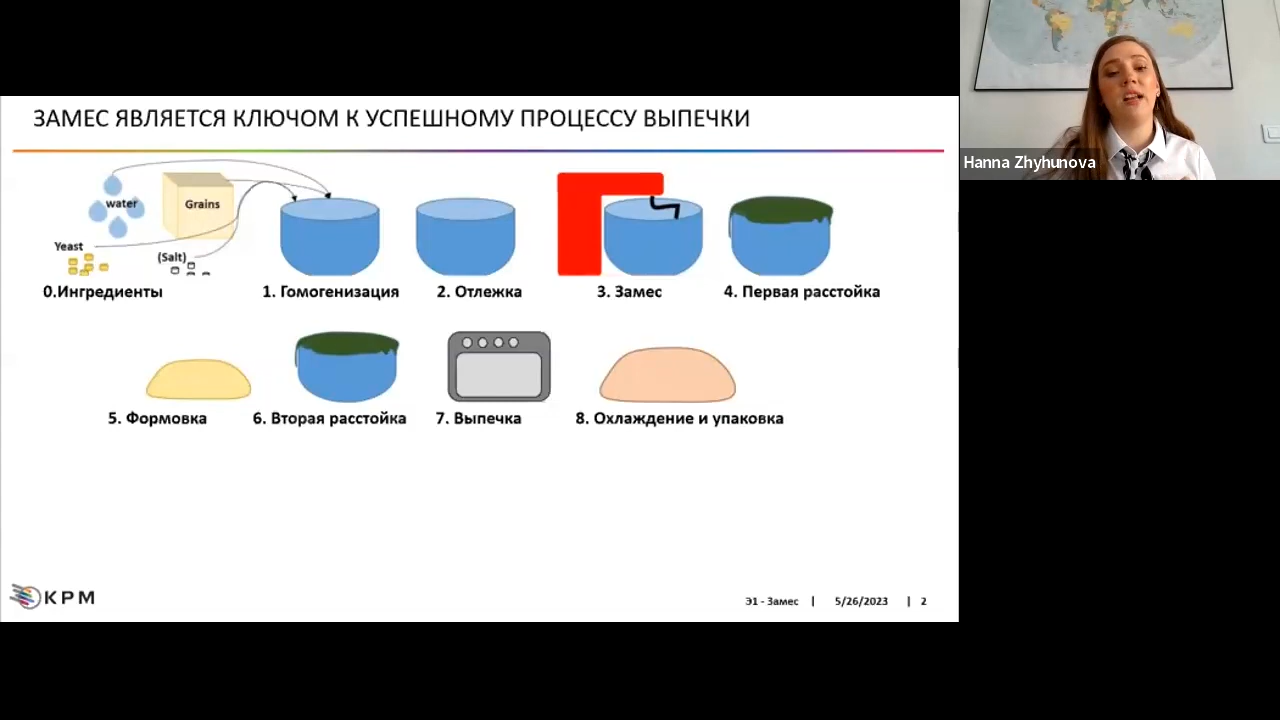 ЗАМЕС ЯВЛЯЕТСЯ КЛЮЧОМ К УСПЕШНОМУ ПРОЦЕССУ ВЫПЕЧКИ
Hanna Zhyhunova
water
Grains
Yeast
(Salt)
0.Ингредиенты
1. Гомогенизация
2. Отлежка
3. Замес
4. Первая расстойка
5. Формовка
6. Вторая расстойка
7. Выпечка
8. Охлаждение и упаковка
KPM
Э1 - Замес | 5/26/2023 | 2